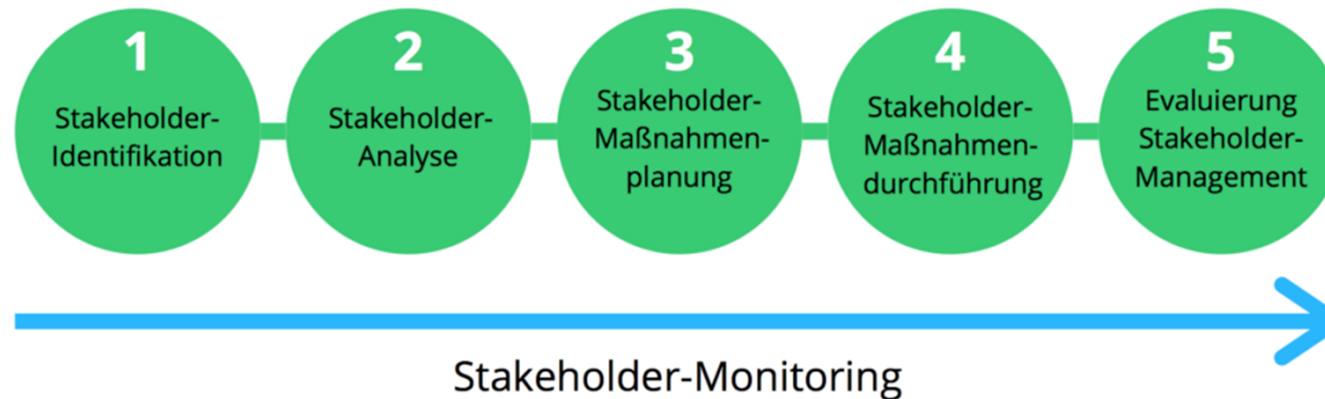 1
Stakeholder-
Identifikation
2
Stakeholder-
Analyse
3
Stakeholder-
Maßnahmen-
planung
4
Stakeholder-
Maßnahmen-
durchführung
5
Evaluierung
Stakeholder-
Management
Stakeholder-Monitoring